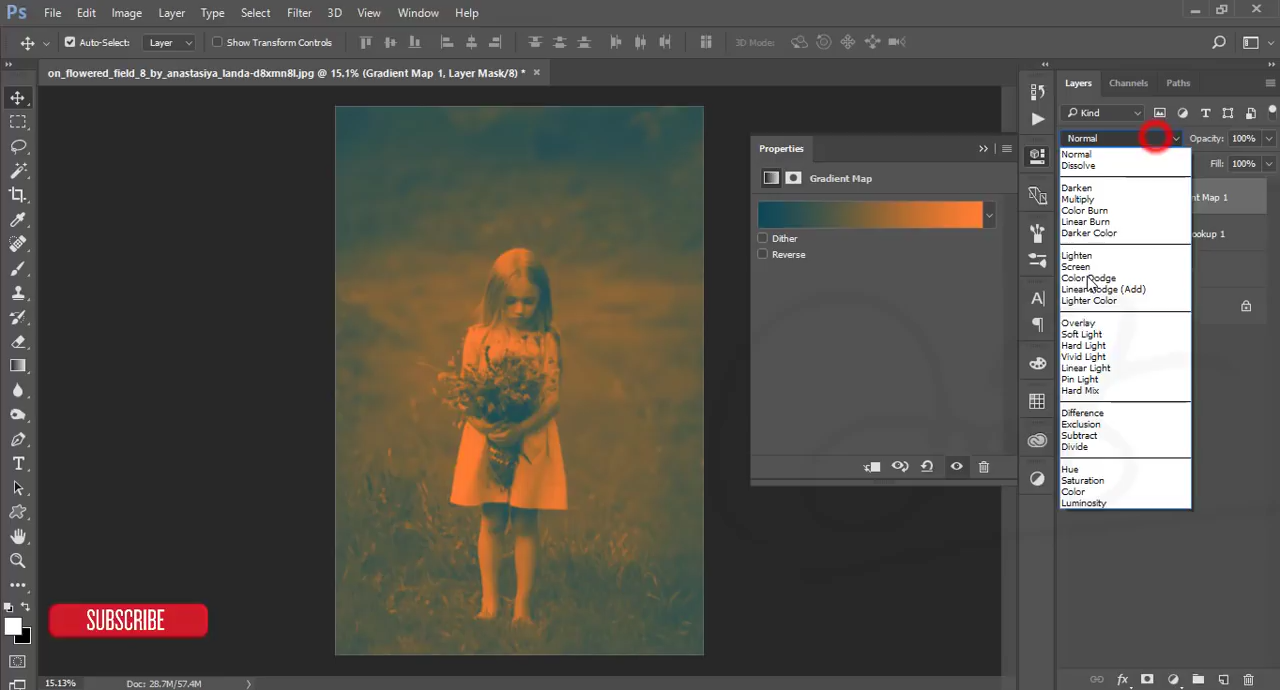 Ps File Edit Image Layer Type Select Filter 3D View Window Help
Auto-Select: Layer Show Transform Controls 3D Mode:
on_flowered_field_8_by_anastasiya_landa-d8xmn8l.jpg @ 15.1% (Gradient Map 1, Layer Mask/8) *
Properties
Gradient Map
Dither
Reverse
Layers Channels Paths
Kind
Normal Opacity: 100%
Normal
Dissolve
Fill: 100%
Darken
Multiply
Color Burn
Linear Burn
Darker Color
Lighten
Screen
Color Dodge
Linear Dodge (Add)
Lighter Color
Overlay
Soft Light
Hard Light
Vivid Light
Linear Light
Pin Light
Hard Mix
Difference
Exclusion
Subtract
Divide
Hue
Saturation
Color
Luminosity
Map 1
1
SUBSCRIBE
15.13% Doc: 28.7M/57.4M